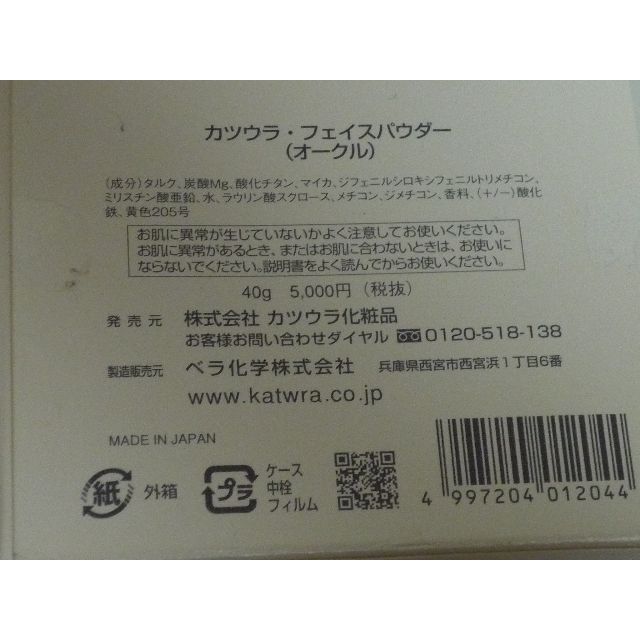 カツウラ・フェイスパウダー
(オークル)
(成分)タルク、炭酸Mg、酸化チタン、マイカ、ジフェニルシロキシフェニルトリメチコン、
ミリスチン酸亜鉛、水、ラウリン酸スクロース、メチコン、ジメチコン、香料、(+/-)酸化
鉄、黄色205号
お肌に異常が生じていないかよく注意してお使いください。
お肌に異常があるとき、またはお肌に合わないときは、お使いに
ならないでください。説明書をよく読んでからお使いください。
40g 5,000円(税抜)
発売元 株式会社 カツウラ化粧品
お客様お問い合わせダイヤル 0120-518-138
製造販売元 ベラ化学株式会社 兵庫県西宮市西宮浜1丁目6番
www.katwra.co.jp
MADE IN JAPAN
紙 外箱
プラ ケース
中栓
フィルム
4 997204 012044